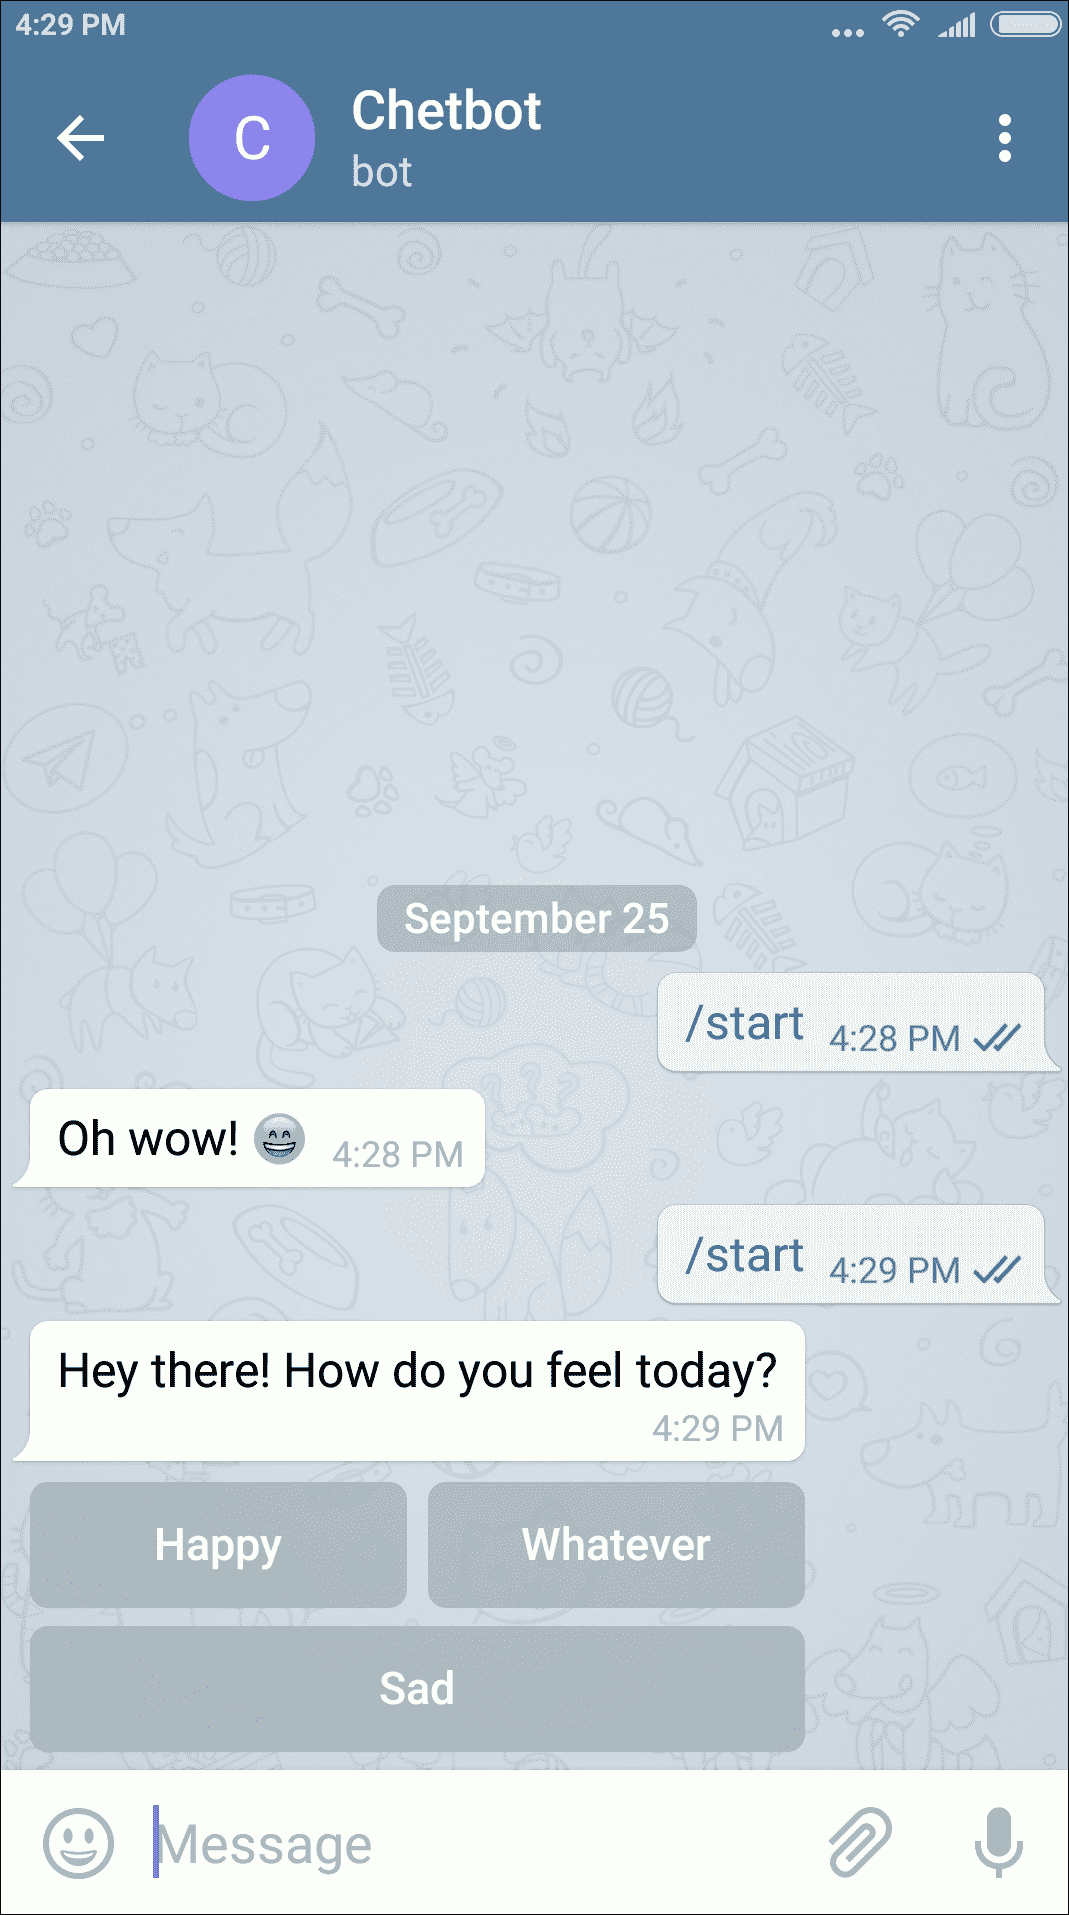 4:29 PM
C
Chetbot
bot
September 25
/start 4:28 PM
Oh wow! 😁 4:28 PM
/start 4:29 PM
Hey there! How do you feel today?
4:29 PM
Happy Whatever
Sad
Message